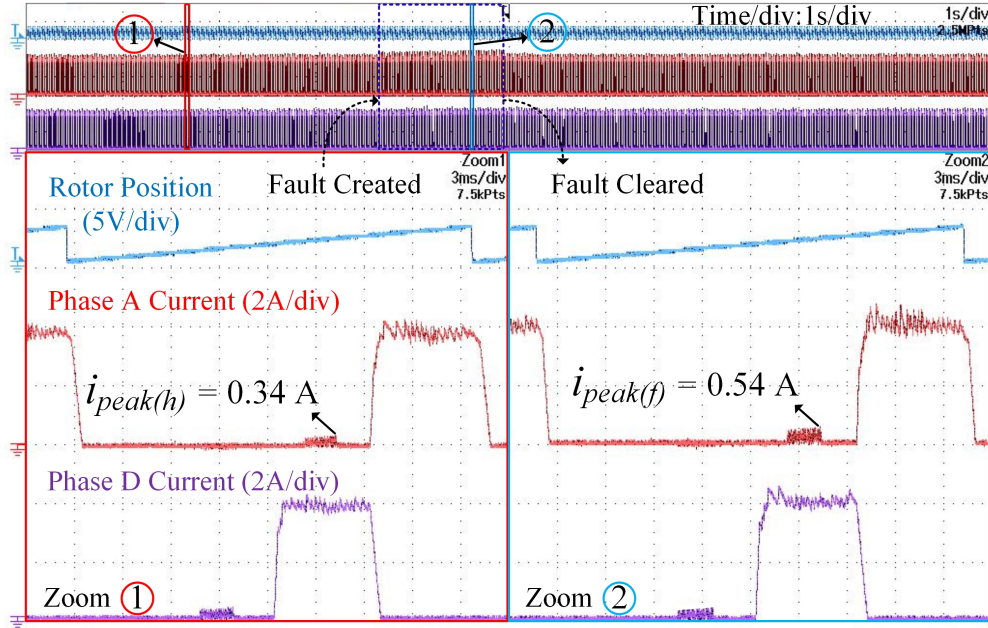 Time/div:1s/div
1s/div
2.5MPts
1
2
Fault Created
Fault Cleared
Zoom1
3ms/div
7.5kPts
Zoom2
3ms/div
7.5kPts
Rotor Position
(5V/div)
Phase A Current (2A/div)
i_peak(h) = 0.34 A
i_peak(f) = 0.54 A
Phase D Current (2A/div)
Zoom 1
Zoom 2